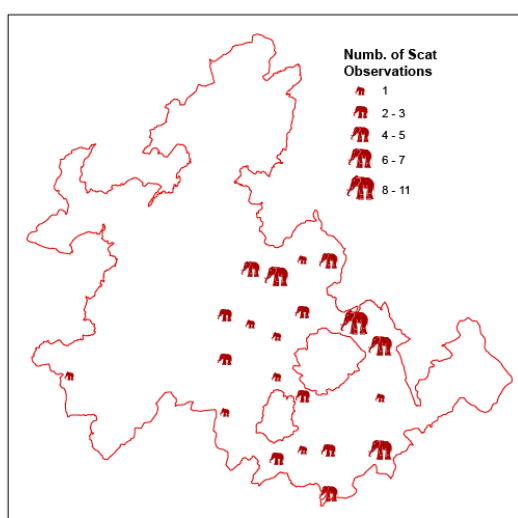 Numb. of Scat
Observations
1
2 - 3
4 - 5
6 - 7
8 - 11